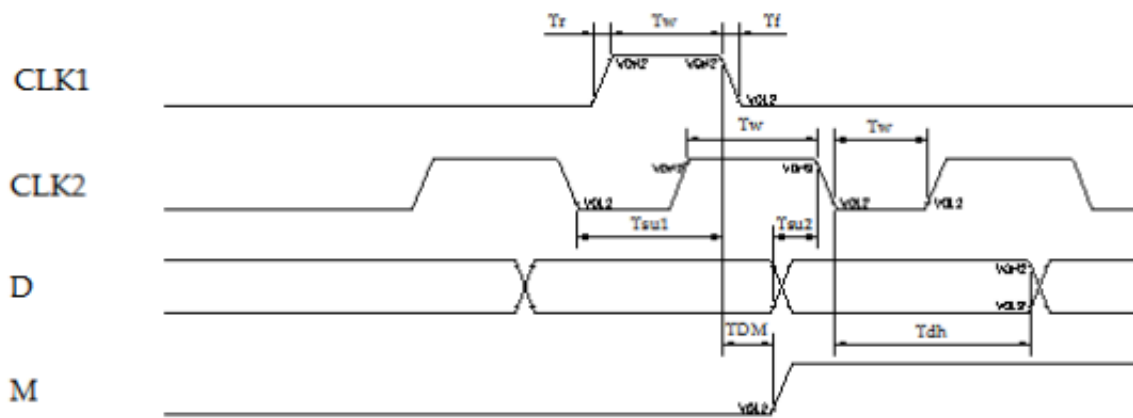 Tr Tw Tf
CLK1
VOH2 VOH2
VOL2
Tw Tw
CLK2
VOH2 VOH2
VOL2 VOL2 VOL2
Tsu1 Tsu2
D
VOH2
VOL2
TDM Tdh
M
VOL2